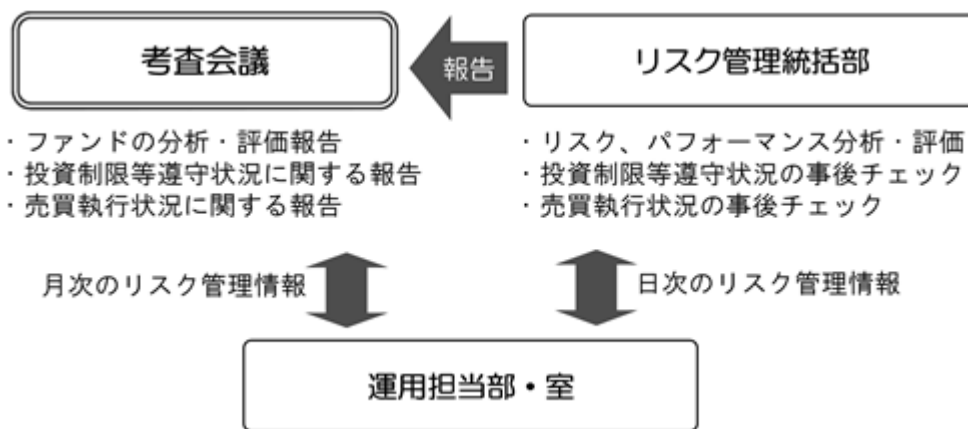 考査会議
報告
リスク管理統括部
・ファンドの分析・評価報告
・投資制限等遵守状況に関する報告
・売買執行状況に関する報告
・リスク、パフォーマンス分析・評価
・投資制限等遵守状況の事後チェック
・売買執行状況の事後チェック
月次のリスク管理情報
日次のリスク管理情報
運用担当部・室